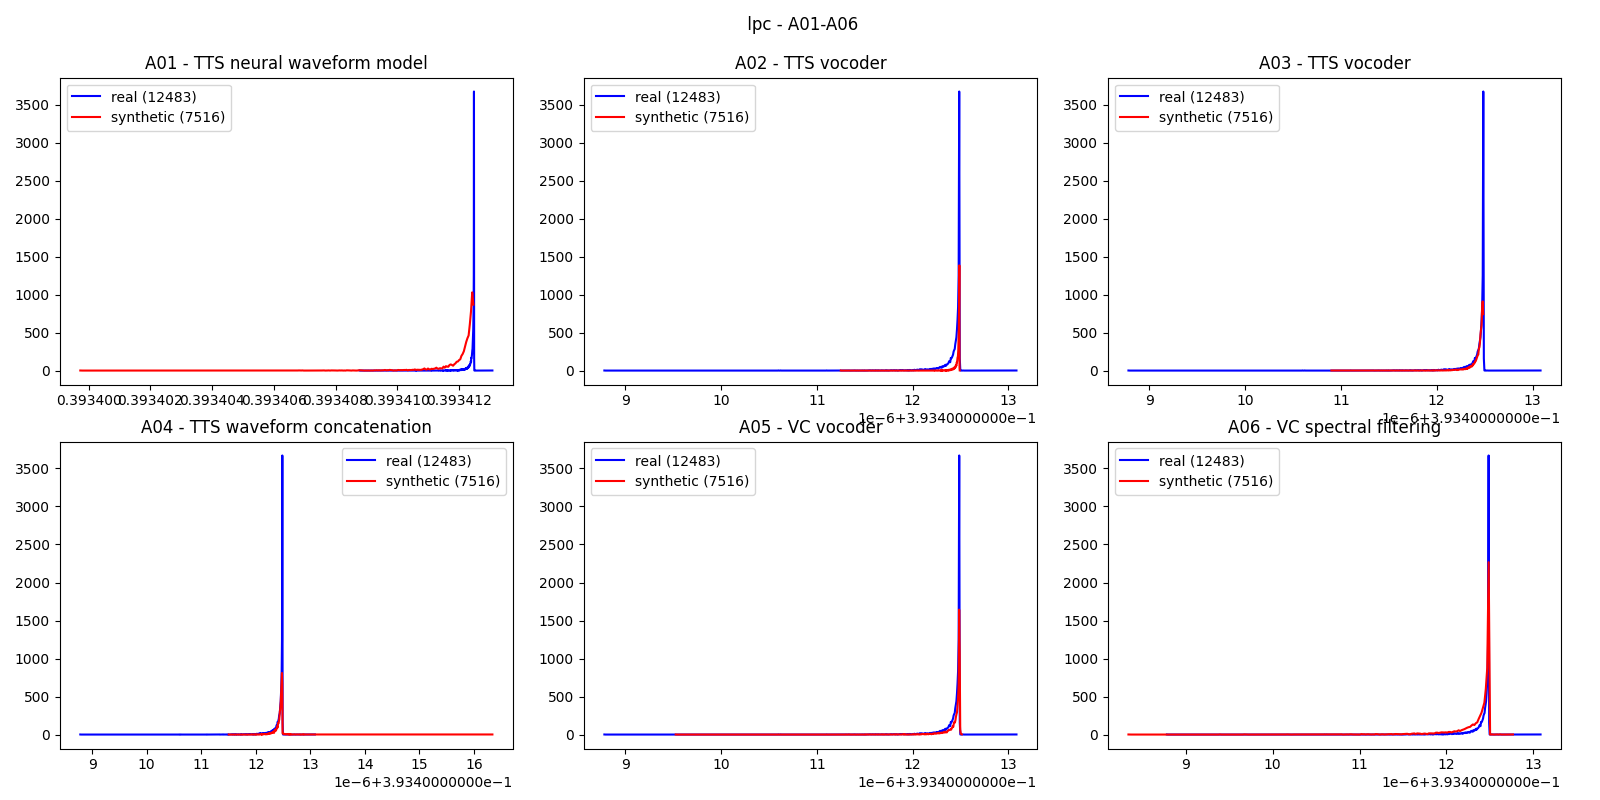 lpc - A01-A06
A01 - TTS neural waveform model
real (12483)
synthetic (7516)
3500
3000
2500
2000
1500
1000
500
0
0.393400 0.393402 0.393404 0.393406 0.393408 0.393410 0.393412
A02 - TTS vocoder
real (12483)
synthetic (7516)
3500
3000
2500
2000
1500
1000
500
0
9 10 11 12 13
1e−6+3.9340000000e−1
A03 - TTS vocoder
real (12483)
synthetic (7516)
3500
3000
2500
2000
1500
1000
500
0
9 10 11 12 13
1e−6+3.9340000000e−1
A04 - TTS waveform concatenation
real (12483)
synthetic (7516)
3500
3000
2500
2000
1500
1000
500
0
9 10 11 12 13 14 15 16
1e−6+3.9340000000e−1
A05 - VC vocoder
real (12483)
synthetic (7516)
3500
3000
2500
2000
1500
1000
500
0
9 10 11 12 13
1e−6+3.9340000000e−1
A06 - VC spectral filtering
real (12483)
synthetic (7516)
3500
3000
2500
2000
1500
1000
500
0
9 10 11 12 13
1e−6+3.9340000000e−1